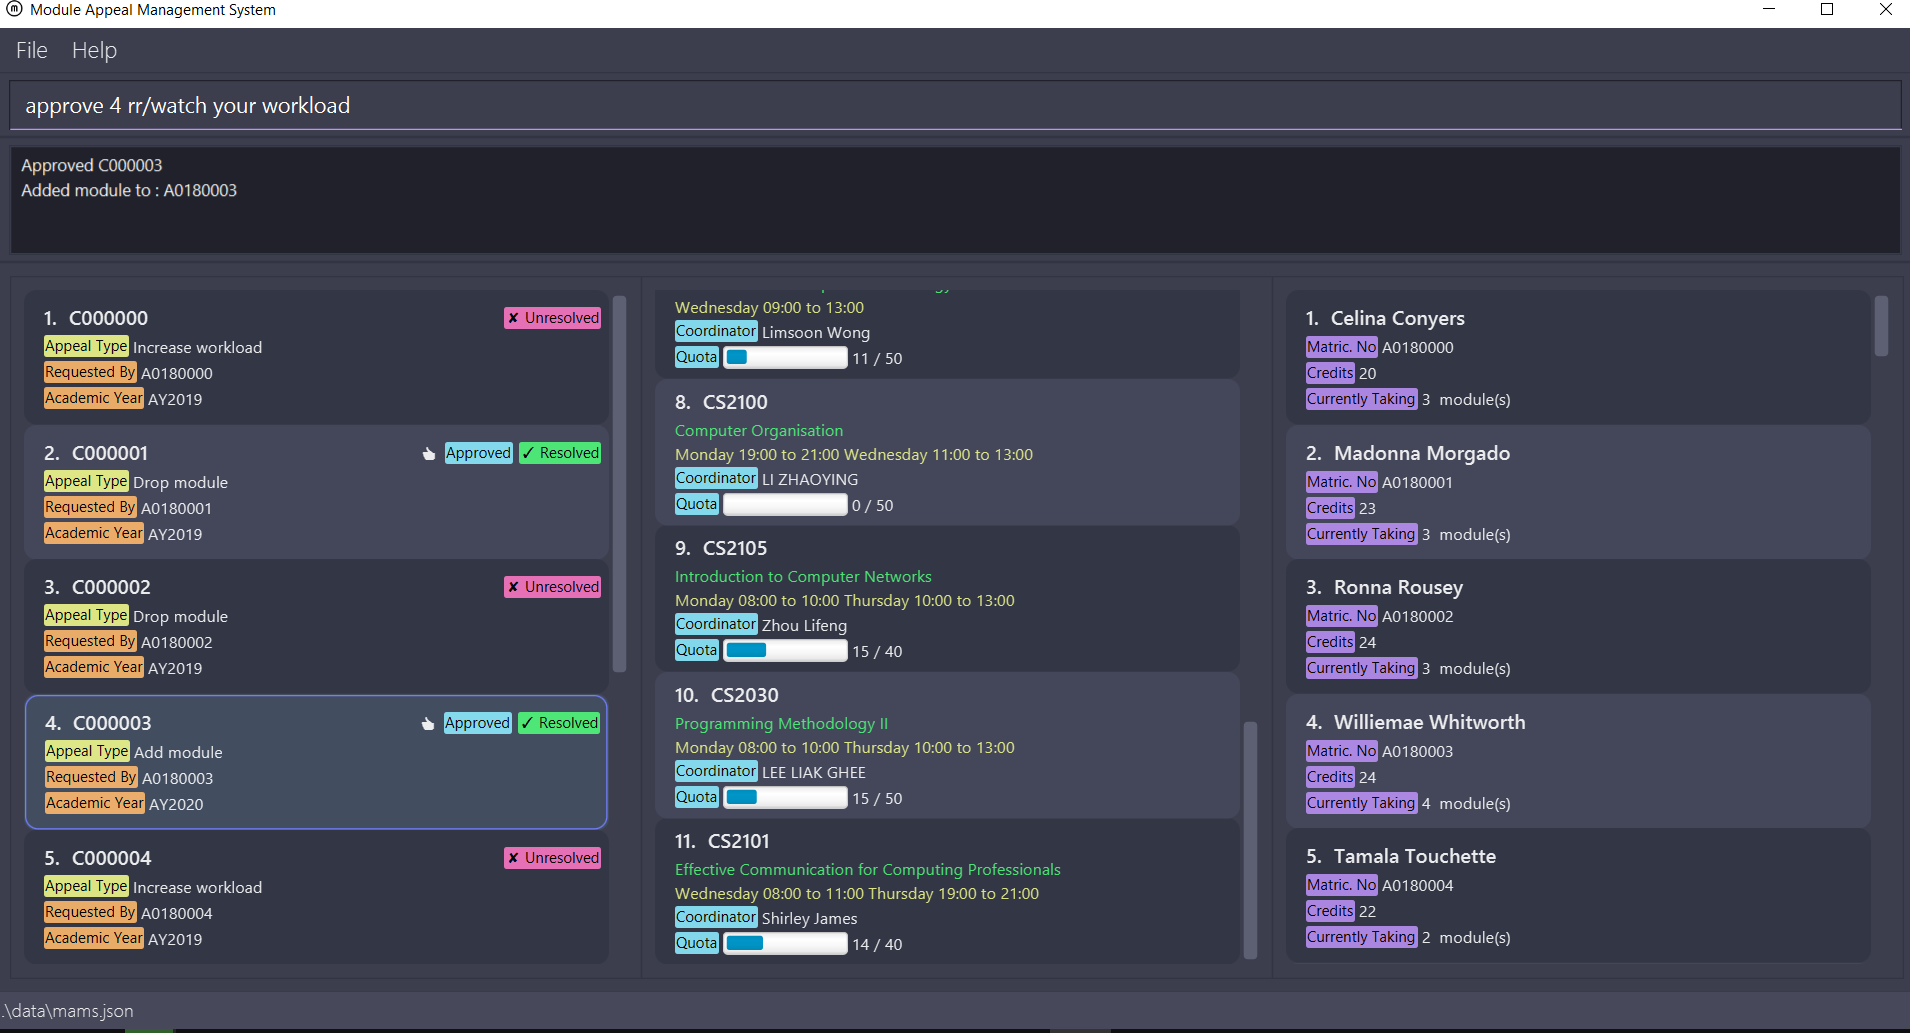 Module Appeal Management System
File Help
approve 4 rr/watch your workload
Approved C000003
Added module to : A0180003
1. C000000
✘ Unresolved
Appeal Type Increase workload
Requested By A0180000
Academic Year AY2019
2. C000001
Approved ✓ Resolved
Appeal Type Drop module
Requested By A0180001
Academic Year AY2019
3. C000002
✘ Unresolved
Appeal Type Drop module
Requested By A0180002
Academic Year AY2019
4. C000003
Approved ✓ Resolved
Appeal Type Add module
Requested By A0180003
Academic Year AY2020
5. C000004
✘ Unresolved
Appeal Type Increase workload
Requested By A0180004
Academic Year AY2019
Wednesday 09:00 to 13:00
Coordinator Limsoon Wong
Quota 11 / 50
8. CS2100
Computer Organisation
Monday 19:00 to 21:00 Wednesday 11:00 to 13:00
Coordinator LI ZHAOYING
Quota 0 / 50
9. CS2105
Introduction to Computer Networks
Monday 08:00 to 10:00 Thursday 10:00 to 13:00
Coordinator Zhou Lifeng
Quota 15 / 40
10. CS2030
Programming Methodology II
Monday 08:00 to 10:00 Thursday 10:00 to 13:00
Coordinator LEE LIAK GHEE
Quota 15 / 50
11. CS2101
Effective Communication for Computing Professionals
Wednesday 08:00 to 11:00 Thursday 19:00 to 21:00
Coordinator Shirley James
Quota 14 / 40
1. Celina Conyers
Matric. No A0180000
Credits 20
Currently Taking 3 module(s)
2. Madonna Morgado
Matric. No A0180001
Credits 23
Currently Taking 3 module(s)
3. Ronna Rousey
Matric. No A0180002
Credits 24
Currently Taking 3 module(s)
4. Williemae Whitworth
Matric. No A0180003
Credits 24
Currently Taking 4 module(s)
5. Tamala Touchette
Matric. No A0180004
Credits 22
Currently Taking 2 module(s)
.\data\mams.json